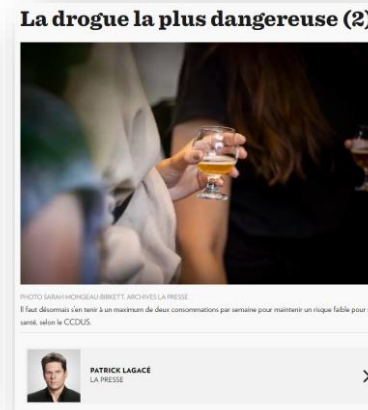 La drogue la plus dangereuse (2)
PHOTO SARAH MONGEAU-BIRKETT, ARCHIVES LA PRESSE
Il faut désormais s'en tenir à un maximum de deux consommations par semaine pour maintenir un risque faible pour
santé, selon le CCDUS.
PATRICK LAGACÉ
LA PRESSE